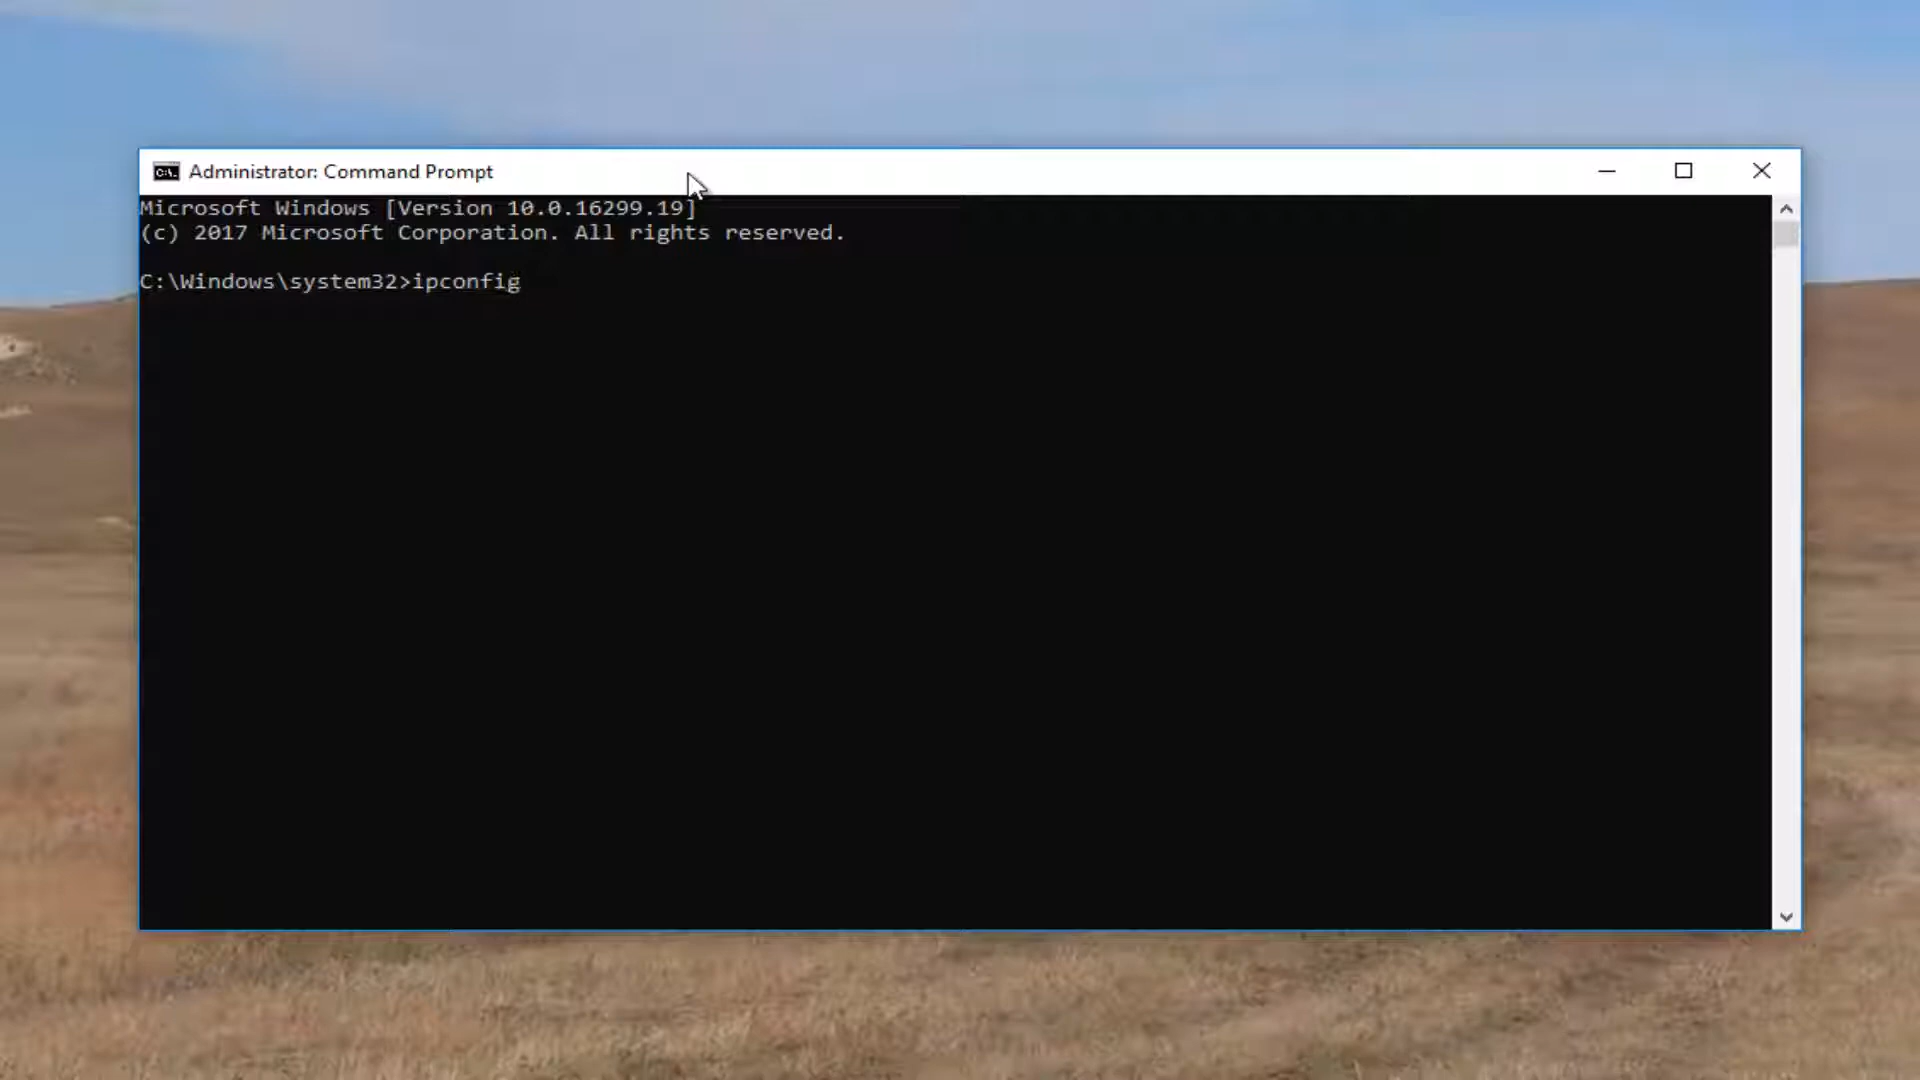 Administrator: Command Prompt
Microsoft Windows [Version 10.0.16299.19]
(c) 2017 Microsoft Corporation. All rights reserved.
C:\Windows\system32>ipconfig